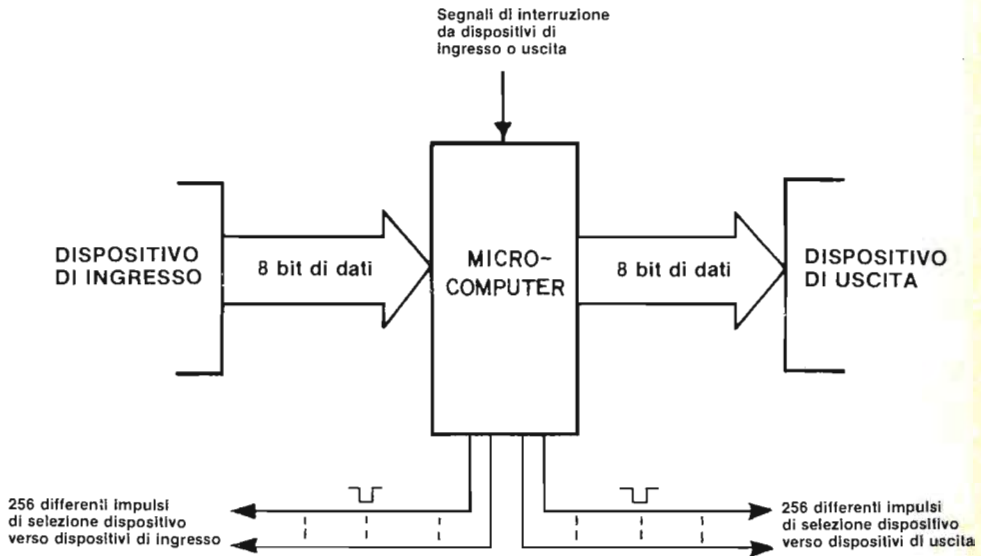 Segnali di interruzione
da dispositivi di
ingresso o uscita
DISPOSITIVO
DI INGRESSO
8 bit di dati
MICRO-
COMPUTER
8 bit di dati
DISPOSITIVO
DI USCITA
256 differenti impulsi
di selezione dispositivo
verso dispositivi di ingresso
256 differenti impulsi
di selezione dispositivo
verso dispositivi di uscita